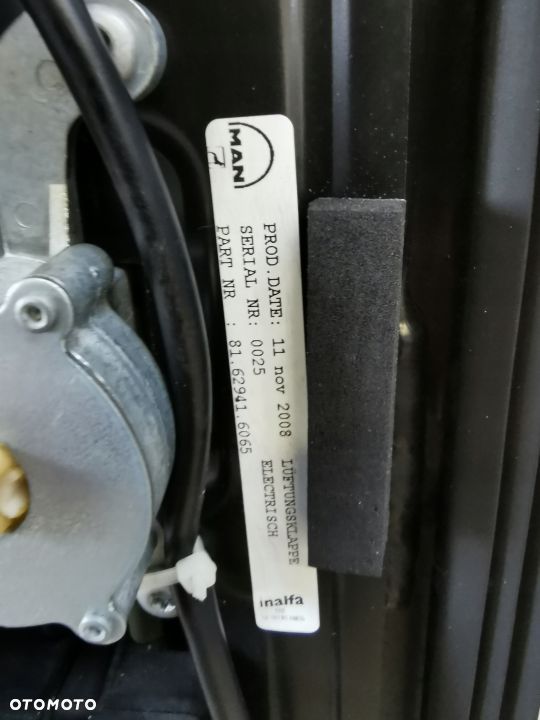 MAN
PROD.DATE: 11 nov 2008
SERIAL NR: 0025
PART NR : 81.62941.6065
LÜFTUNGSKLAPPE
ELECTRISCH
inalfa
OTOMOTO